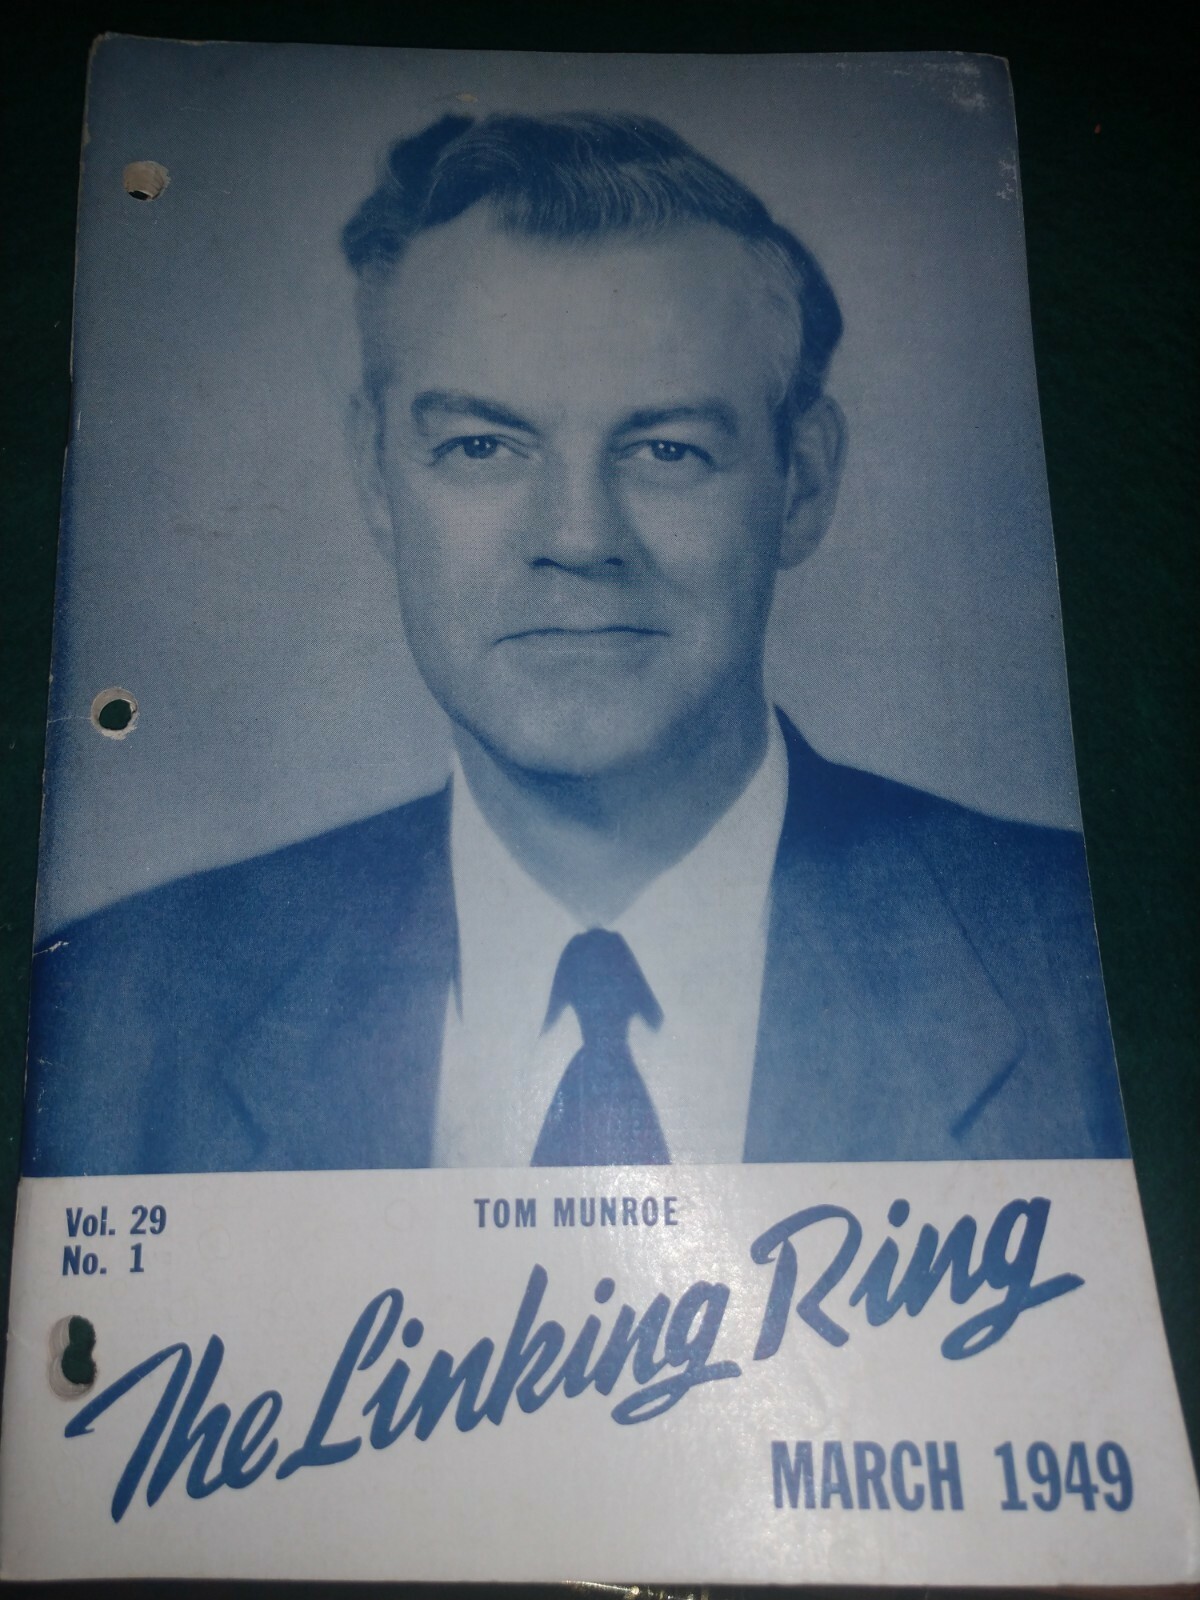 Vol. 29
No. 1
TOM MUNROE
The Linking Ring
MARCH 1949